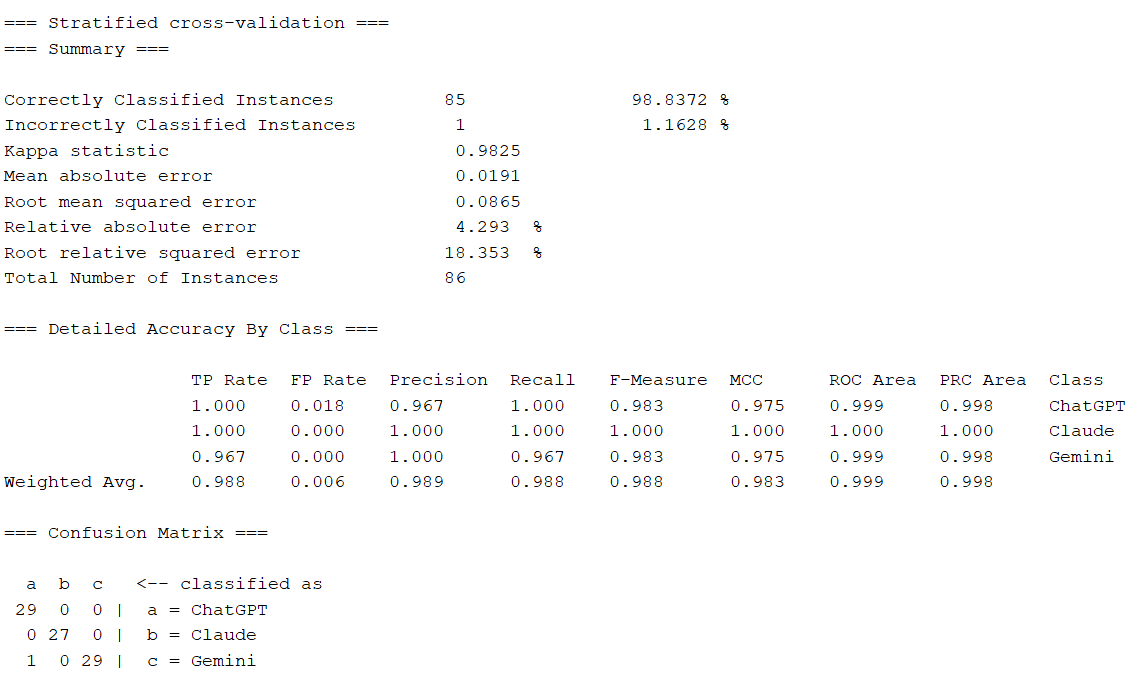 === Stratified cross-validation ===
=== Summary ===
Correctly Classified Instances          85               98.8372 %
Incorrectly Classified Instances         1                1.1628 %
Kappa statistic                          0.9825
Mean absolute error                      0.0191
Root mean squared error                  0.0865
Relative absolute error                  4.293  %
Root relative squared error             18.353  %
Total Number of Instances               86
=== Detailed Accuracy By Class ===
                 TP Rate  FP Rate  Precision  Recall   F-Measure  MCC      ROC Area  PRC Area  Class
                 1.000    0.018    0.967      1.000    0.983      0.975    0.999     0.998     ChatGPT
                 1.000    0.000    1.000      1.000    1.000      1.000    1.000     1.000     Claude
                 0.967    0.000    1.000      0.967    0.983      0.975    0.999     0.998     Gemini
Weighted Avg.    0.988    0.006    0.989      0.988    0.988      0.983    0.999     0.998
=== Confusion Matrix ===
  a  b  c   <-- classified as
 29  0  0 |  a = ChatGPT
  0 27  0 |  b = Claude
  1  0 29 |  c = Gemini